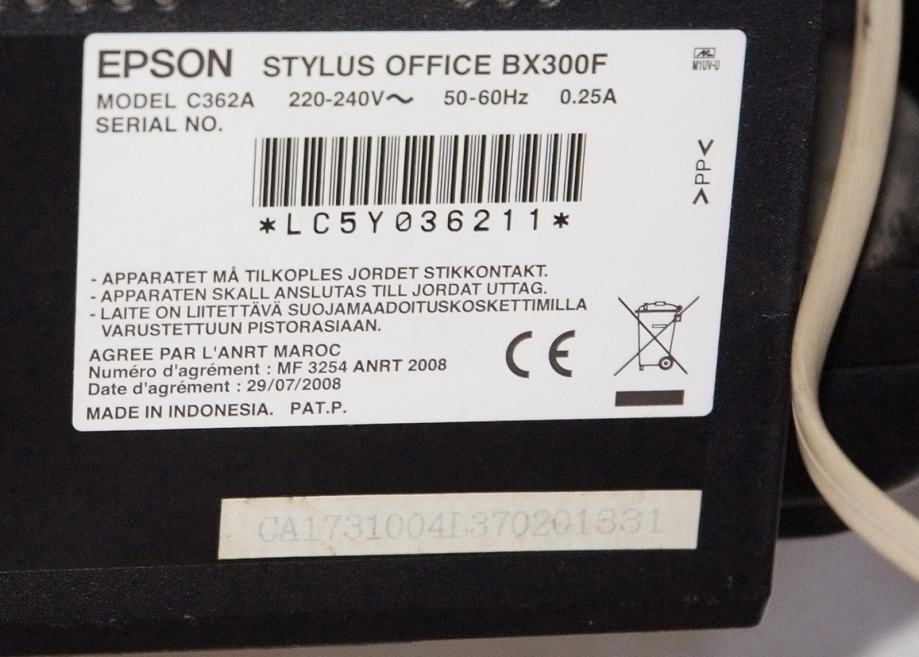 EPSON STYLUS OFFICE BX300F
M1UV-U
MODEL C362A 220-240V～ 50-60Hz 0.25A
SERIAL NO.
>PP<
*LC5Y036211*
- APPARATET MÅ TILKOPLES JORDET STIKKONTAKT.
- APPARATEN SKALL ANSLUTAS TILL JORDAT UTTAG.
- LAITE ON LIITETTÄVÄ SUOJAMAADOITUSKOSKETTIMILLA
VARUSTETTUUN PISTORASIAAN.
AGREE PAR L'ANRT MAROC
Numéro d'agrément : MF 3254 ANRT 2008
Date d'agrément : 29/07/2008
CE
MADE IN INDONESIA. PAT.P.
CA1731004L370201331